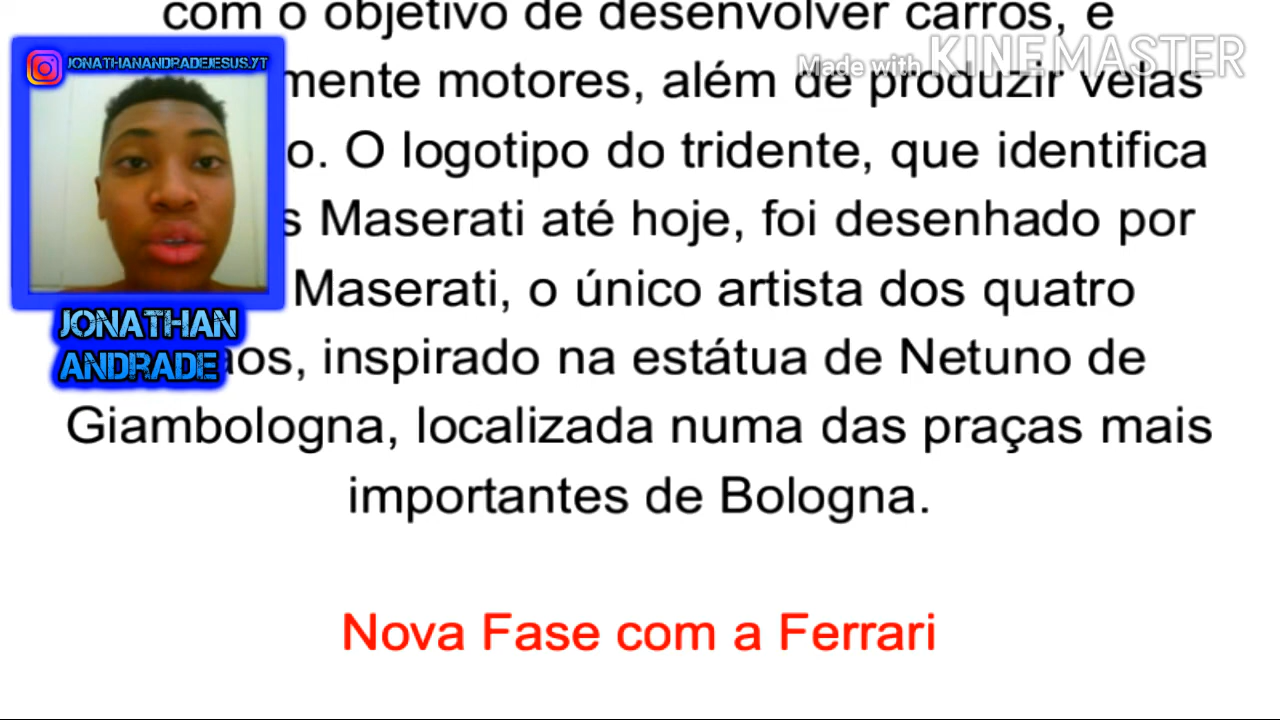 com o objetivo de desenvolver carros, e
JONATHANANDRADEJESUS.YT
Made with KINEMASTER
mente motores, além de produzir velas
o. O logotipo do tridente, que identifica
s Maserati até hoje, foi desenhado por
Maserati, o único artista dos quatro
JONATHAN
ANDRADE
aos, inspirado na estátua de Netuno de
Giambologna, localizada numa das praças mais
importantes de Bologna.
Nova Fase com a Ferrari